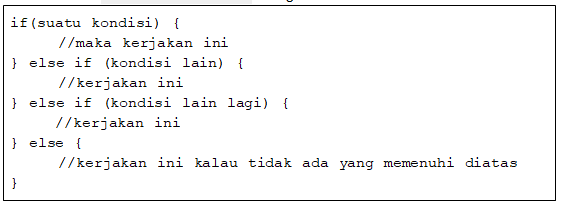 if(suatu kondisi) {
//maka kerjakan ini
} else if (kondisi lain) {
//kerjakan ini
} else if (kondisi lain lagi) {
//kerjakan ini
} else {
//kerjakan ini kalau tidak ada yang memenuhi diatas
}